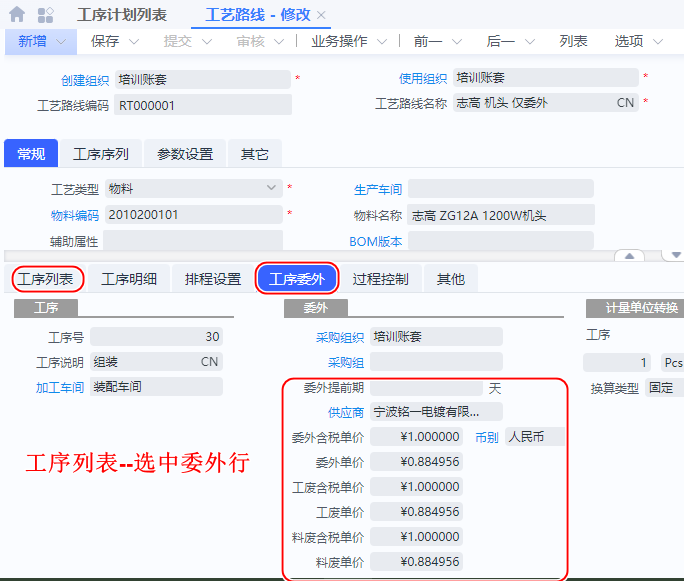 工序计划列表 工艺路线 - 修改 ×
新增 保存 提交 审核 业务操作 前一 后一 列表 选项
创建组织 培训账套 * 使用组织 培训账套 *
工艺路线编码 RT000001 工艺路线名称 志高 机头 仅委外 CN *
常规 工序序列 参数设置 其它
工艺类型 物料 * 生产车间
物料编码 2010200101 * 物料名称 志高 ZG12A 1200W机头
辅助属性 BOM版本
工序列表 工序明细 排程设置 工序委外 过程控制 其他
工序 委外 计量单位转换
工序号 30 采购组织 培训账套 工序
工序说明 组装 CN 采购组 1 Pcs
加工车间 装配车间 委外提前期 天 换算类型 固定
供应商 宁波铭一电镀有限...
委外含税单价 ¥1.000000 币别 人民币
工序列表--选中委外行
委外单价 ¥0.884956
工废含税单价 ¥1.000000
工废单价 ¥0.884956
料废含税单价 ¥1.000000
料废单价 ¥0.884956